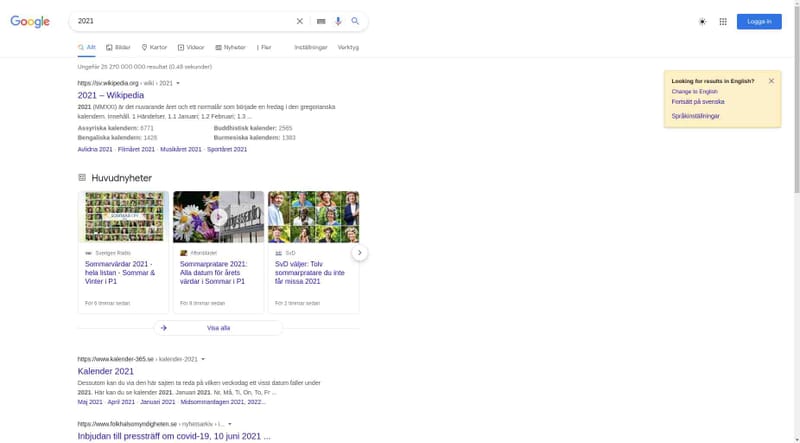 Google
2021
Logga in
Allt
Bilder
Kartor
Videor
Nyheter
Fler
Inställningar
Verktyg
Ungefär 25 270 000 000 resultat (0,48 sekunder)
Looking for results in English?
Change to English
Fortsätt på svenska
Språkinställningar
https://sv.wikipedia.org › wiki › 2021
2021 – Wikipedia
2021 (MMXXI) är det nuvarande året och ett normalår som började en fredag i den gregorianska
kalendern. Innehåll. 1 Händelser. 1.1 Januari; 1.2 Februari; 1.3 ...
Assyriska kalendern: 6771
Buddhistisk kalender: 2565
Bengaliska kalendern: 1428
Burmesiska kalendern: 1383
Avlidna 2021 · Filmåret 2021 · Musikåret 2021 · Sportåret 2021
Huvudnyheter
Sveriges Radio
Sommarvärdar 2021 -
hela listan - Sommar &
Vinter i P1
För 6 timmar sedan
Aftonbladet
Sommarpratare 2021:
Alla datum för årets
värdar i Sommar i P1
För 8 timmar sedan
SvD
SvD väljer: Tolv
sommarpratare du inte
får missa 2021
För 2 timmar sedan
Visa alla
https://www.kalender-365.se › kalender-2021
Kalender 2021
Dessutom kan du via den här sajten ta reda på vilken veckodag ett visst datum faller under
2021. Här kan du se kalender 2021. Januari 2021. Nr, Må, Ti, On, To, Fr ...
Maj 2021 · April 2021 · Januari 2021 · Midsommardagen 2021, 2022...
https://www.folkhalsomyndigheten.se › nyhetsarkiv › i...
Inbjudan till pressträff om covid-19, 10 juni 2021 ...